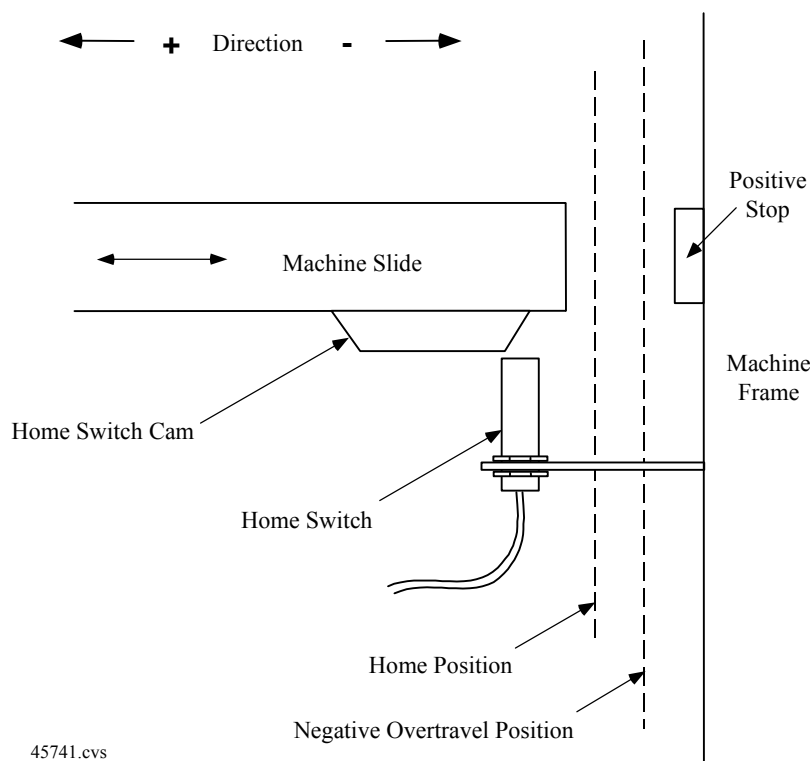 + Direction -
Positive
Stop
Machine Slide
Machine
Frame
Home Switch Cam
Home Switch
Home Position
Negative Overtravel Position
45741.cvs